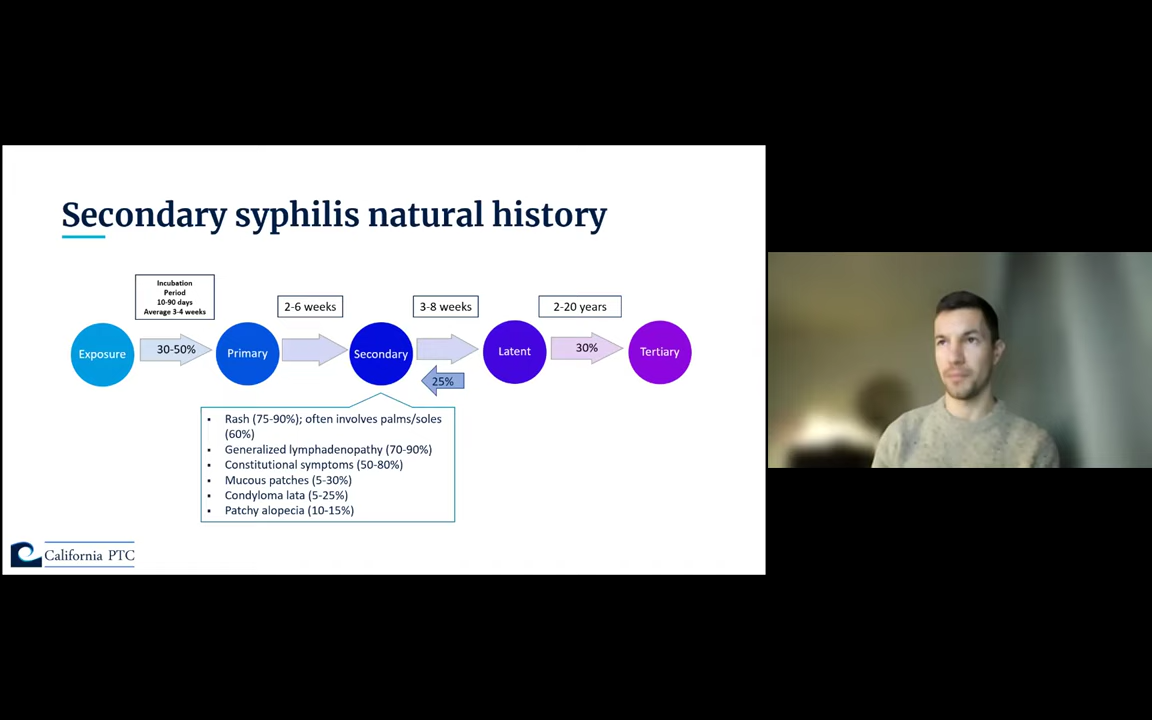 Secondary syphilis natural history
Incubation
Period
10-90 days
Average 3-4 weeks
2-6 weeks
3-8 weeks
2-20 years
Exposure
30-50%
Primary
Secondary
Latent
30%
Tertiary
25%
▪ Rash (75-90%); often involves palms/soles
(60%)
▪ Generalized lymphadenopathy (70-90%)
▪ Constitutional symptoms (50-80%)
▪ Mucous patches (5-30%)
▪ Condyloma lata (5-25%)
▪ Patchy alopecia (10-15%)
California PTC